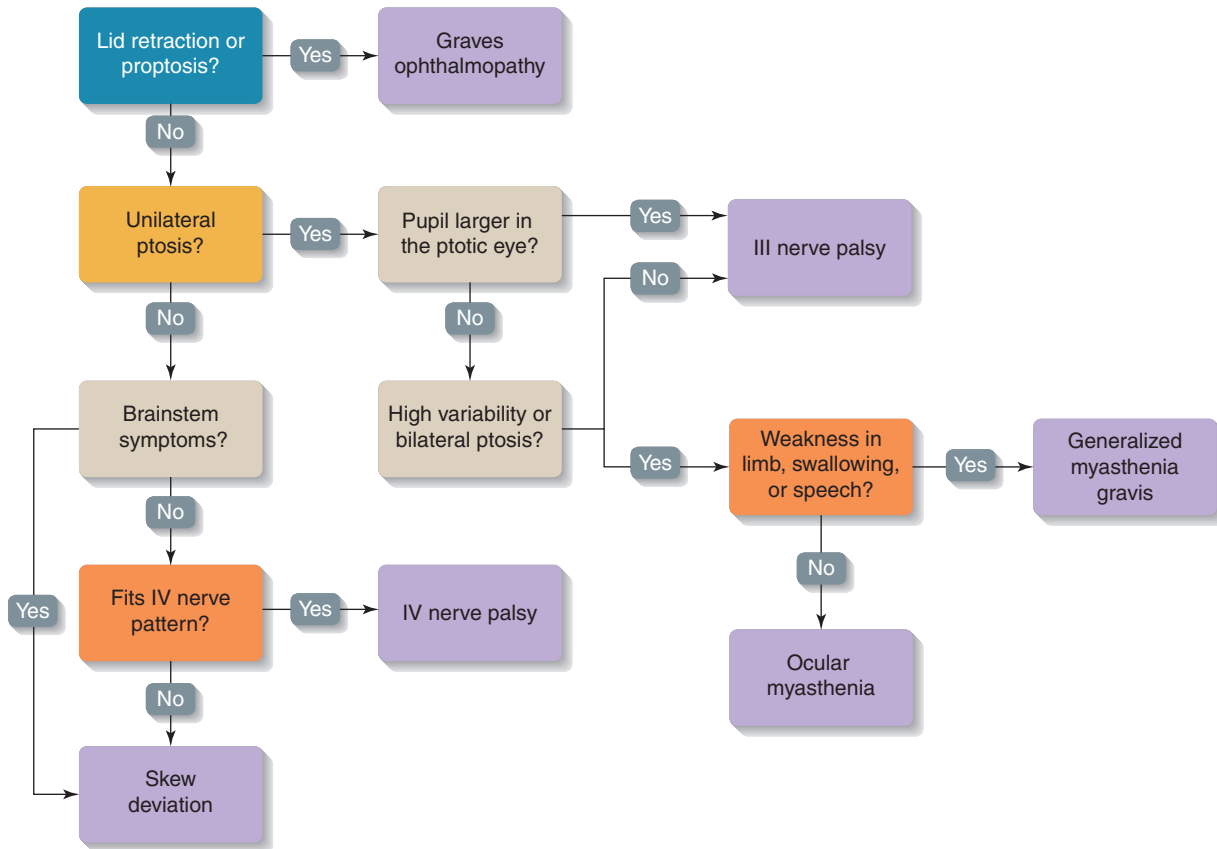 Lid retraction or
proptosis?
Yes
Graves
ophthalmopathy
No
Unilateral
ptosis?
Yes
Pupil larger in
the ptotic eye?
Yes
III nerve palsy
No
No
No
Brainstem
symptoms?
High variability or
bilateral ptosis?
Yes
Weakness in
limb, swallowing,
or speech?
Yes
Generalized
myasthenia
gravis
No
No
Yes
Fits IV nerve
pattern?
Yes
IV nerve palsy
Ocular
myasthenia
No
Skew
deviation